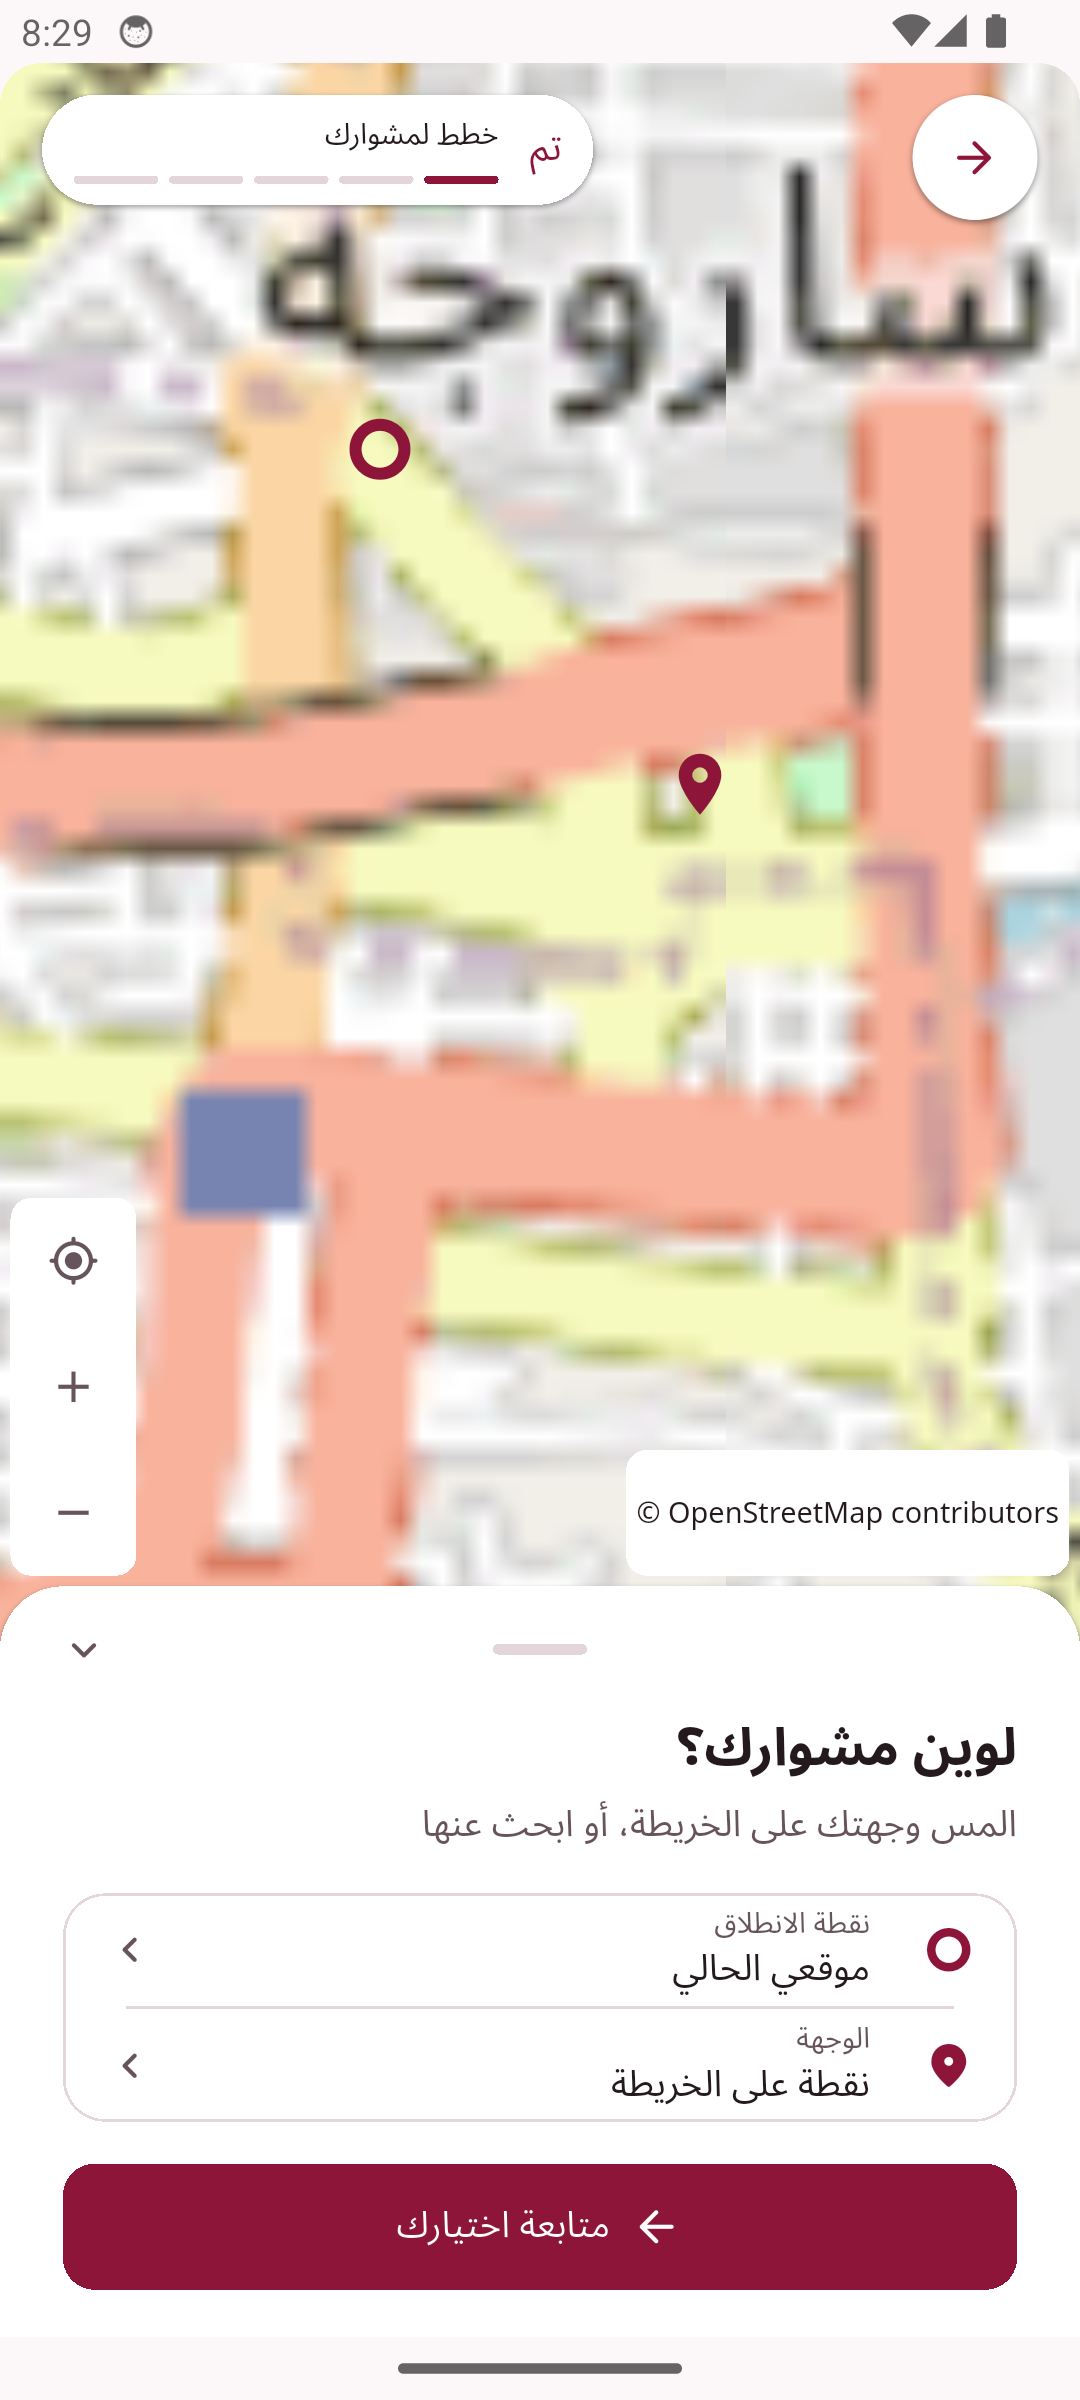 8:29
تم
خطط لمشوارك
ساروجة
© OpenStreetMap contributors
لوين مشوارك؟
المس وجهتك على الخريطة، أو ابحث عنها
نقطة الانطلاق
موقعي الحالي
الوجهة
نقطة على الخريطة
متابعة اختيارك